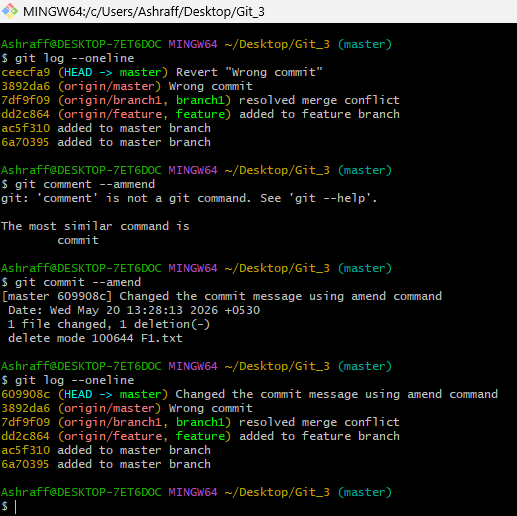 MINGW64:/c/Users/Ashraff/Desktop/Git_3
Ashraff@DESKTOP-7ET6DOC MINGW64 ~/Desktop/Git_3 (master)
$ git log --oneline
ceecfa9 (HEAD -> master) Revert "Wrong commit"
3892da6 (origin/master) Wrong commit
7df9f09 (origin/branch1, branch1) resolved merge conflict
dd2c864 (origin/feature, feature) added to feature branch
ac5f310 added to master branch
6a70395 added to master branch
Ashraff@DESKTOP-7ET6DOC MINGW64 ~/Desktop/Git_3 (master)
$ git comment --ammend
git: 'comment' is not a git command. See 'git --help'.
The most similar command is
commit
Ashraff@DESKTOP-7ET6DOC MINGW64 ~/Desktop/Git_3 (master)
$ git commit --amend
[master 609908c] Changed the commit message using amend command
Date: Wed May 20 13:28:13 2026 +0530
1 file changed, 1 deletion(-)
delete mode 100644 F1.txt
Ashraff@DESKTOP-7ET6DOC MINGW64 ~/Desktop/Git_3 (master)
$ git log --oneline
609908c (HEAD -> master) Changed the commit message using amend command
3892da6 (origin/master) Wrong commit
7df9f09 (origin/branch1, branch1) resolved merge conflict
dd2c864 (origin/feature, feature) added to feature branch
ac5f310 added to master branch
6a70395 added to master branch
Ashraff@DESKTOP-7ET6DOC MINGW64 ~/Desktop/Git_3 (master)
$